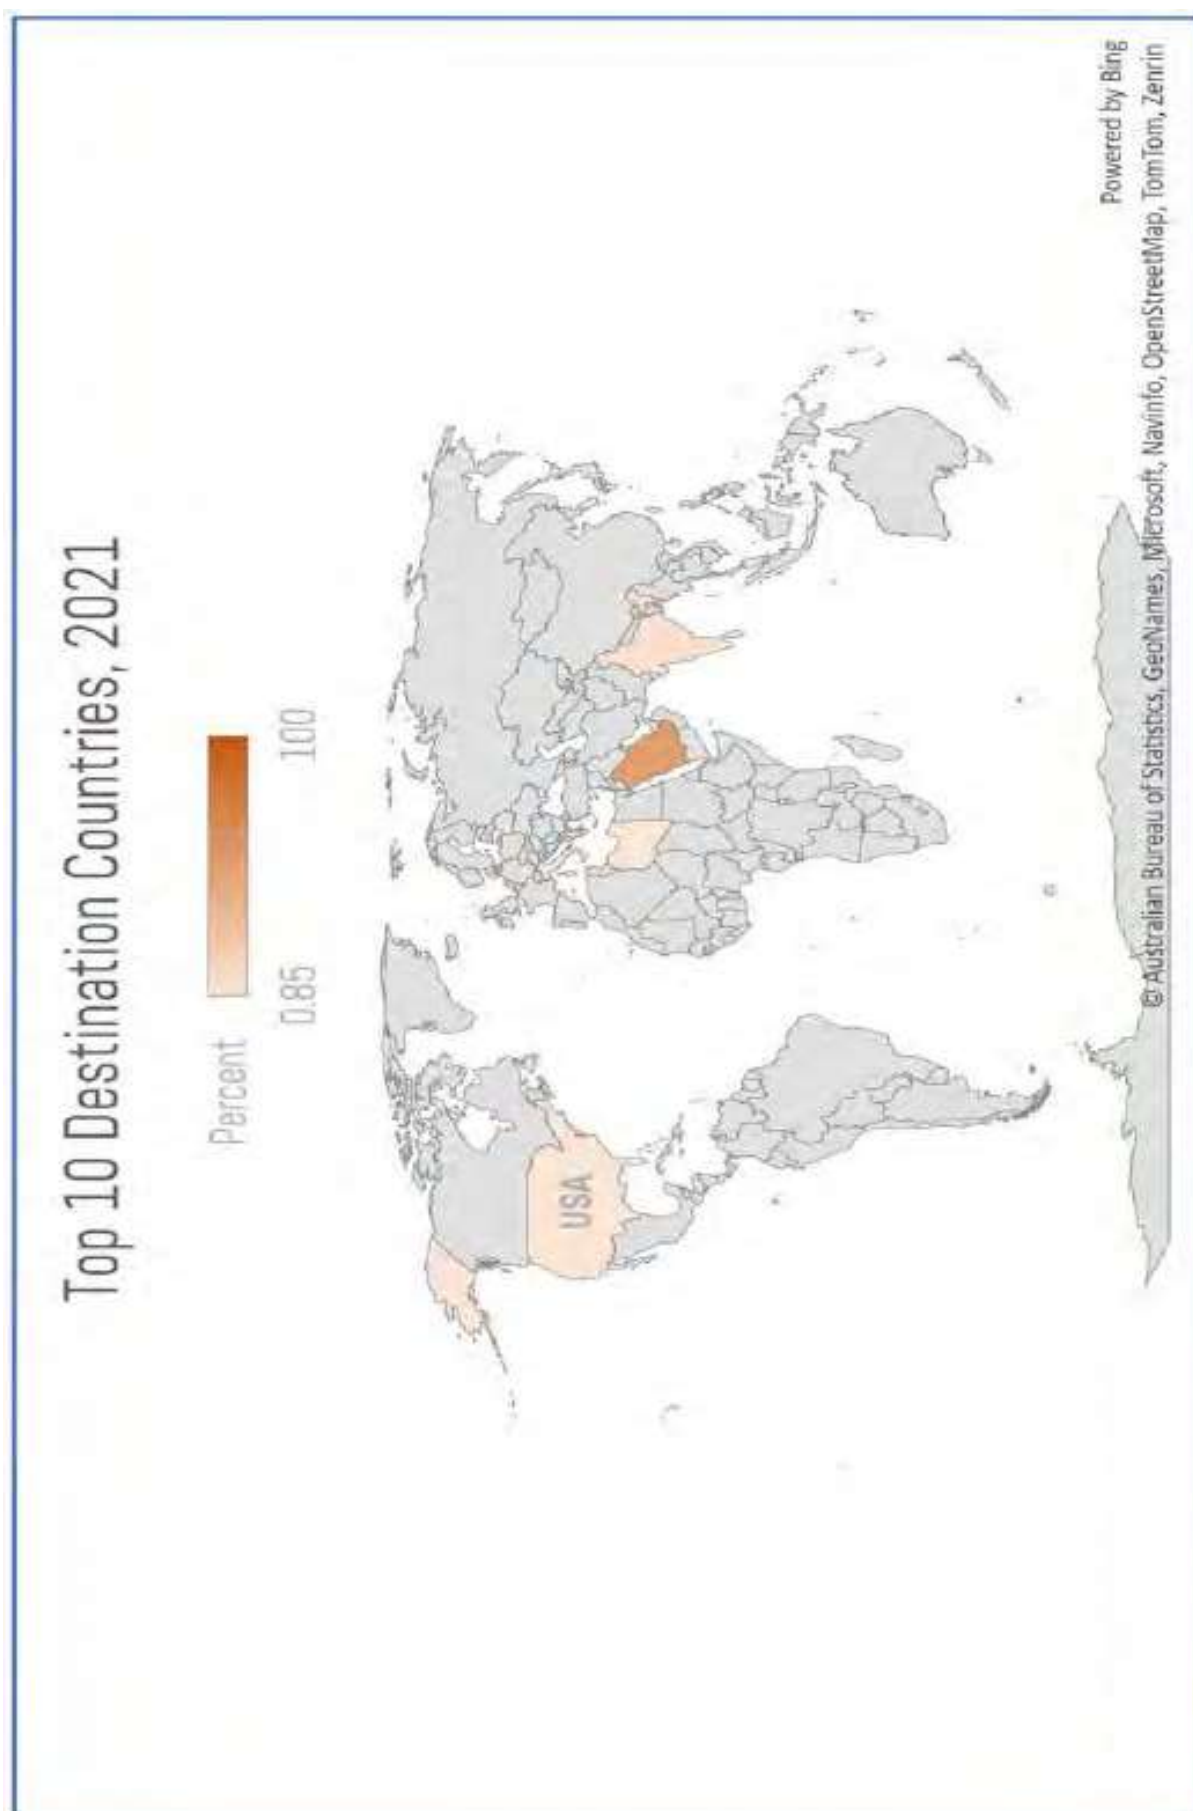 Top 10 Destination Countries, 2021
Percent
0.85
100
USA
Powered by Bing
© Australian Bureau of Statistics, GeoNames, Microsoft, Navinfo, OpenStreetMap, TomTom, Zenrin